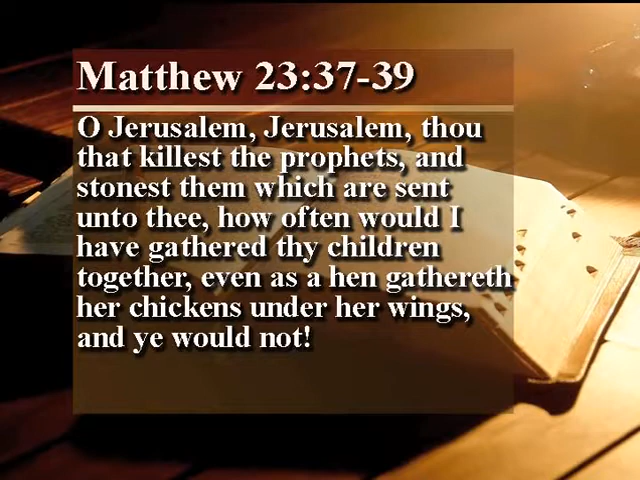 Matthew 23:37-39
O Jerusalem, Jerusalem, thou
that killest the prophets, and
stonest them which are sent
unto thee, how often would I
have gathered thy children
together, even as a hen gathereth
her chickens under her wings,
and ye would not!